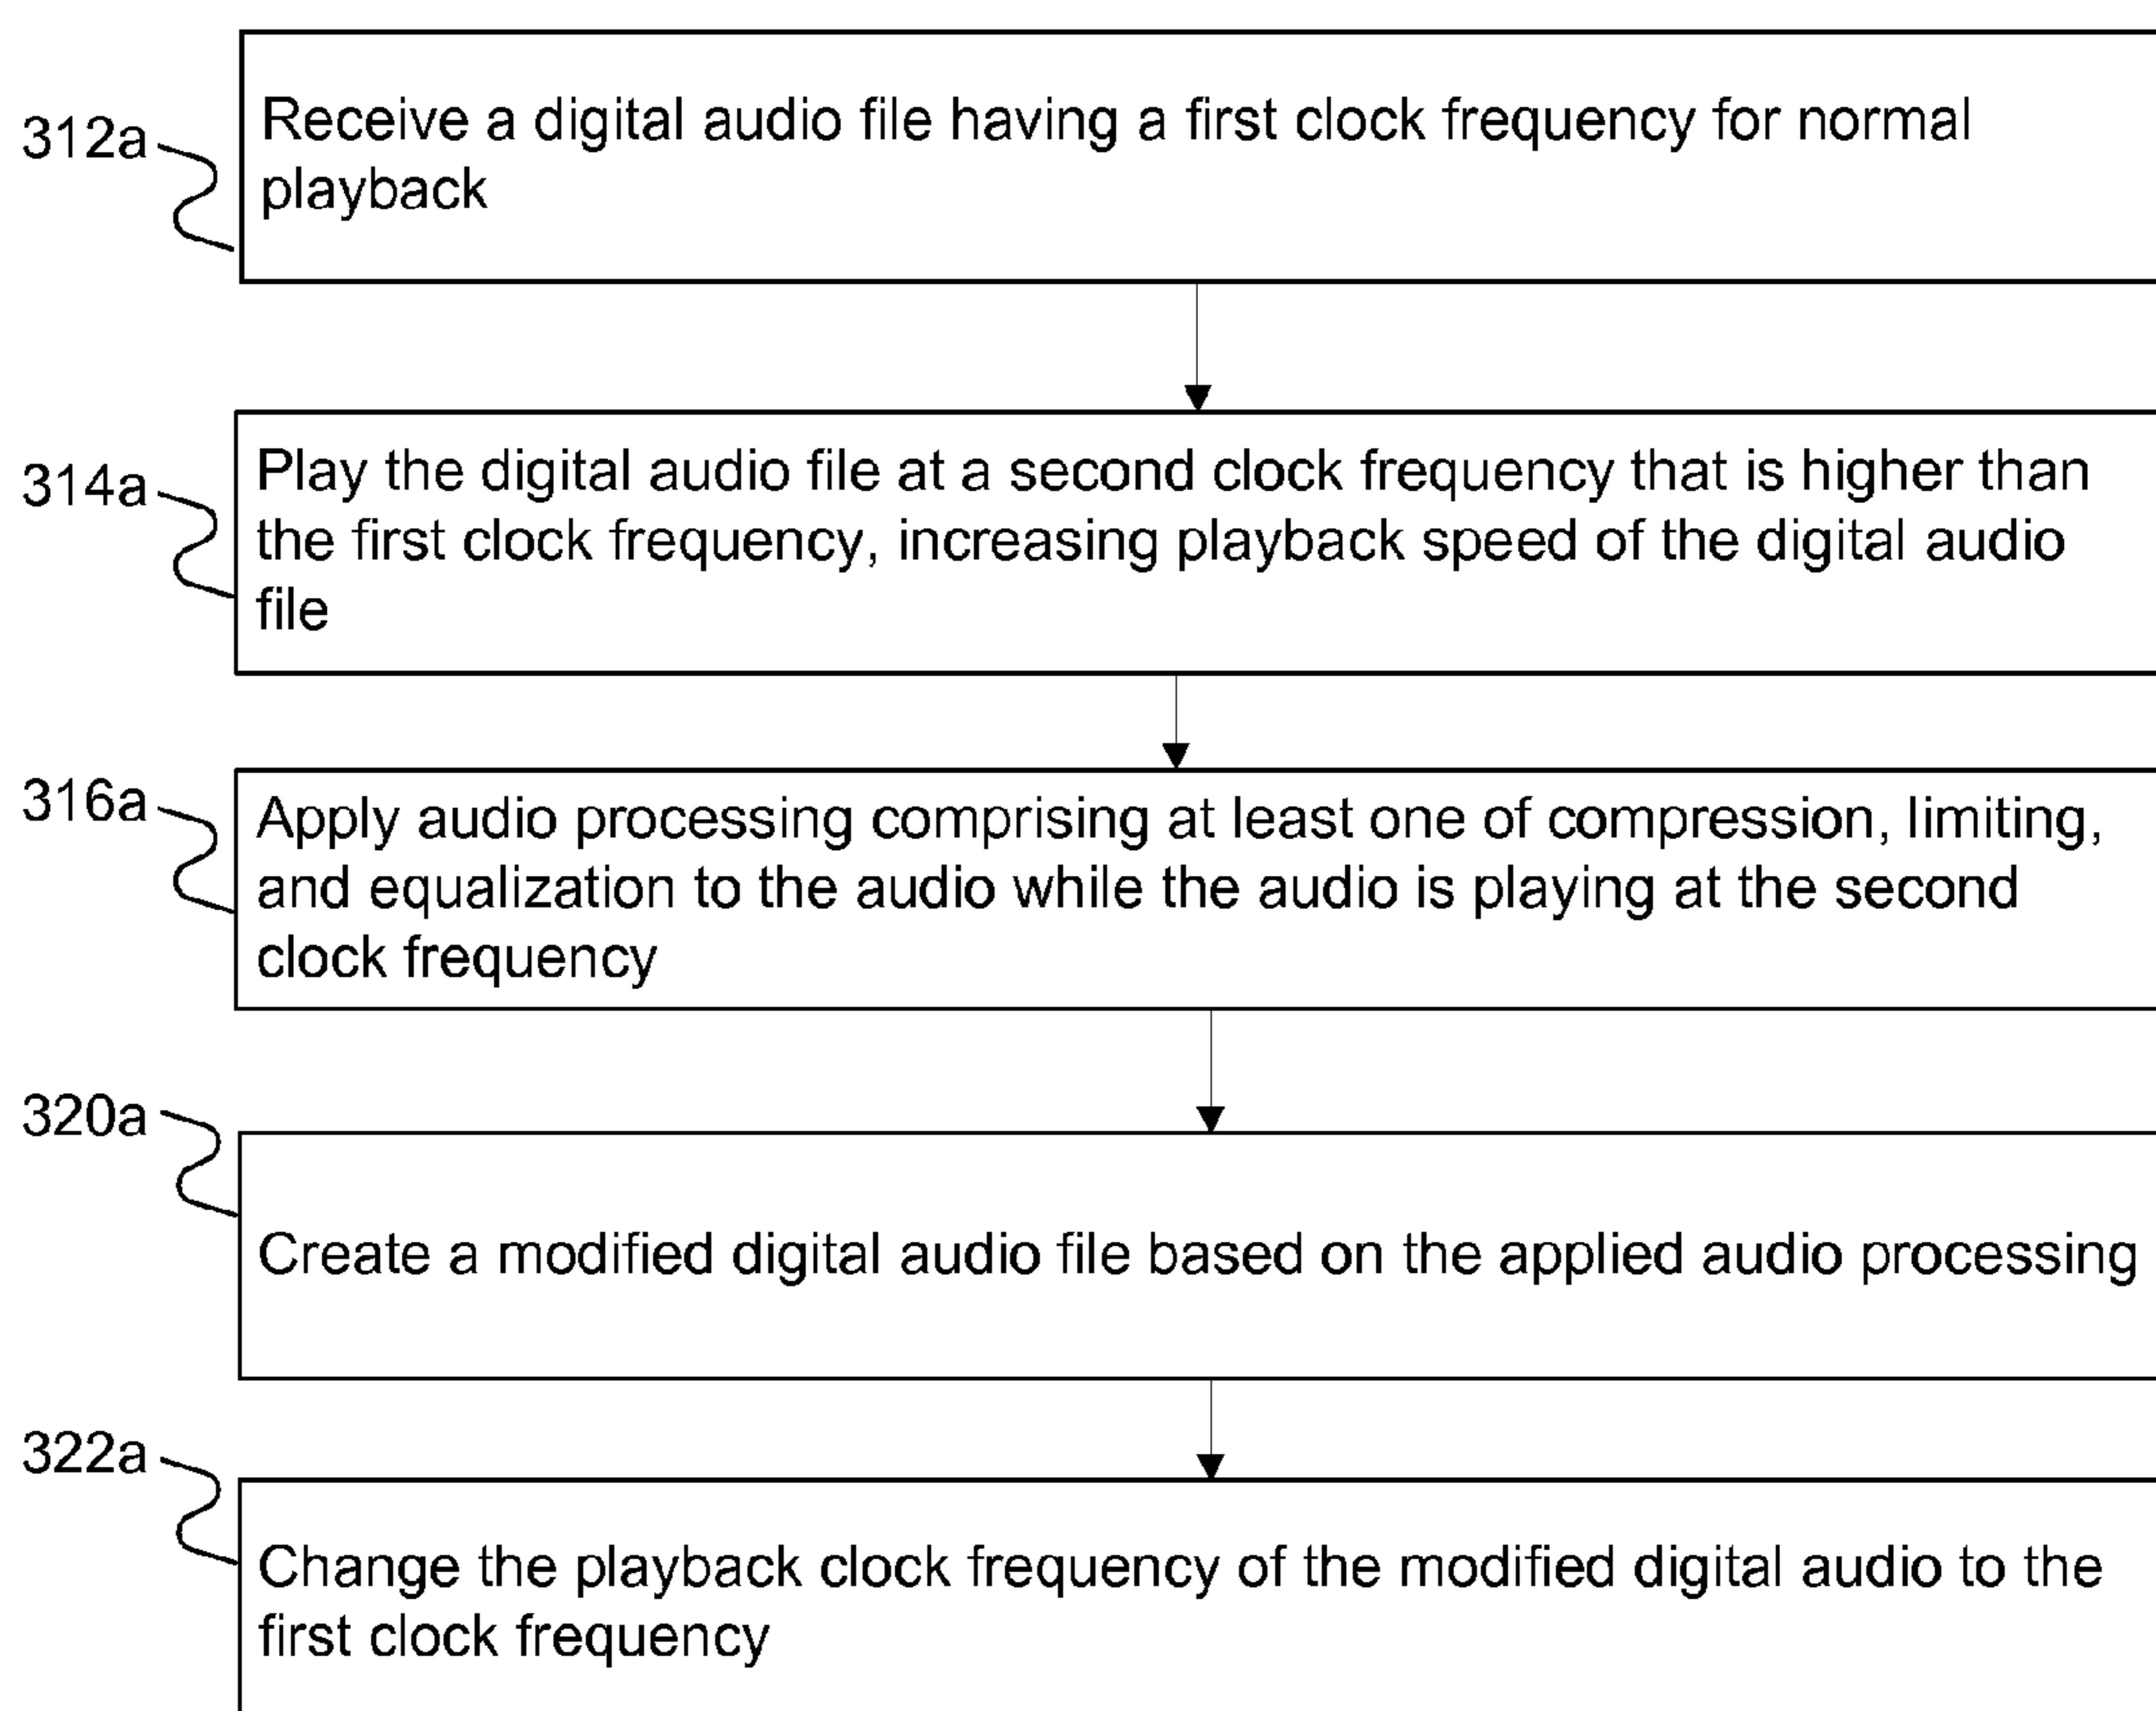 312a
Receive a digital audio file having a first clock frequency for normal
playback
314a
Play the digital audio file at a second clock frequency that is higher than
the first clock frequency, increasing playback speed of the digital audio
file
316a
Apply audio processing comprising at least one of compression, limiting,
and equalization to the audio while the audio is playing at the second
clock frequency
320a
Create a modified digital audio file based on the applied audio processing
322a
Change the playback clock frequency of the modified digital audio to the
first clock frequency